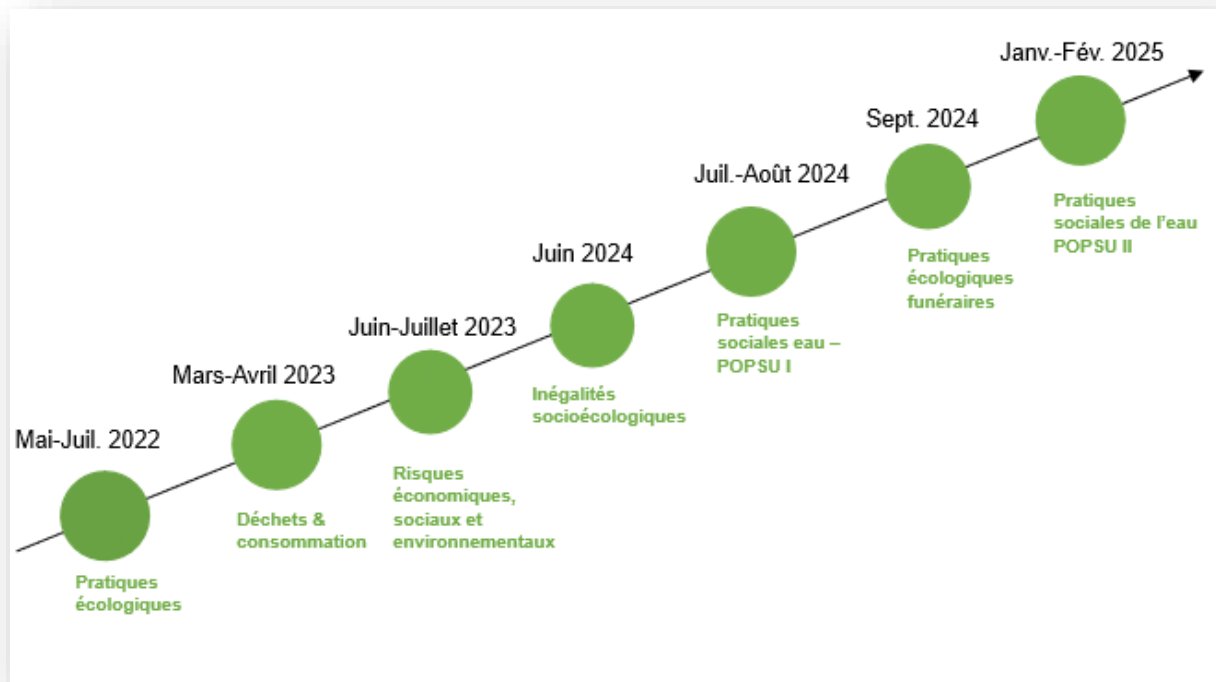 Mai-Juil. 2022
Pratiques
écologiques
Mars-Avril 2023
Déchets &
consommation
Juin-Juillet 2023
Risques
économiques,
sociaux et
environnementaux
Juin 2024
Inégalités
socioécologiques
Juil.-Août 2024
Pratiques
sociales eau –
POPSU I
Sept. 2024
Pratiques
écologiques
funéraires
Janv.-Fév. 2025
Pratiques
sociales de l'eau
POPSU II